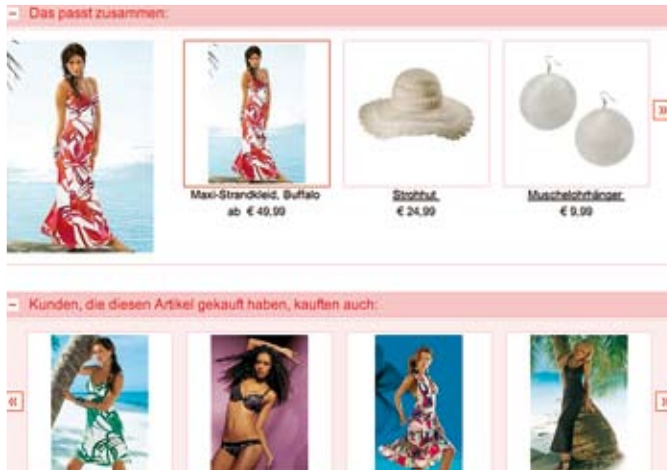 Das passt zusammen:
Maxi-Strandkleid, Buffalo
ab € 49,99
Strohhut
€ 24,99
Muschelohrhänger
€ 9,99
Kunden, die diesen Artikel gekauft haben, kauften auch: